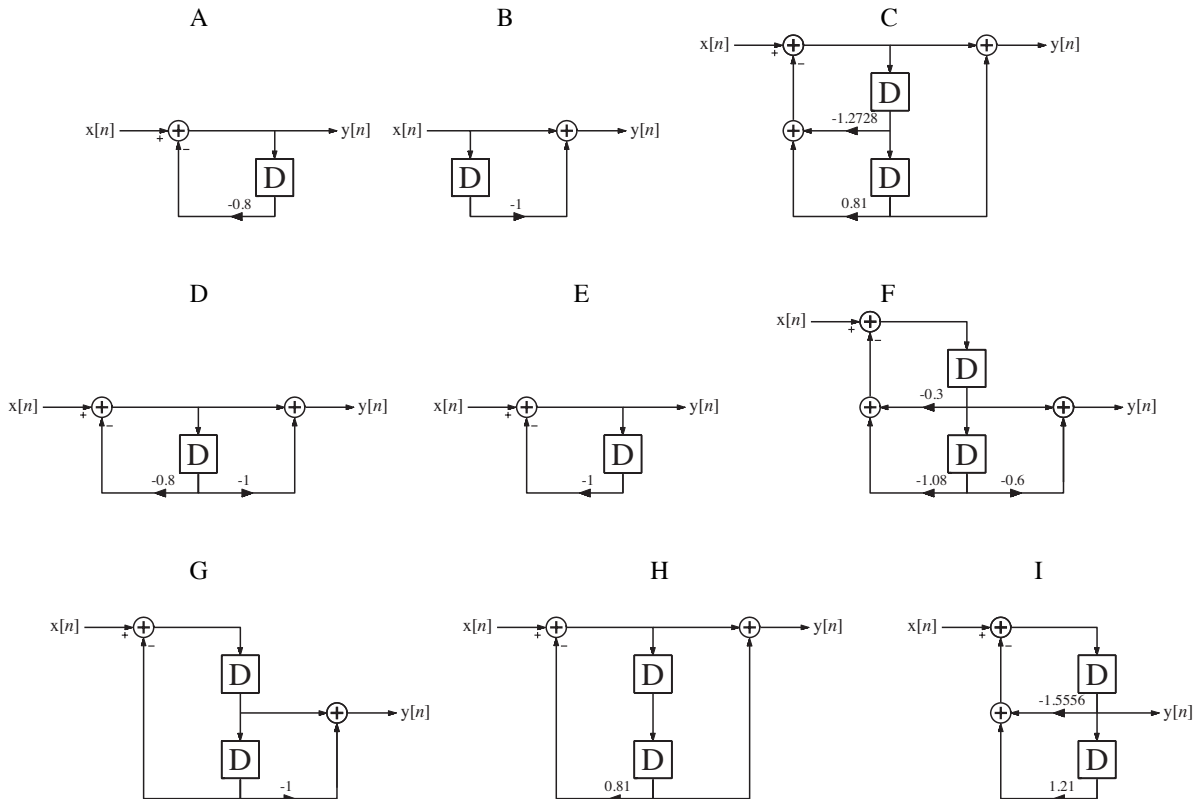 A
x[n] + + − D -0.8 y[n]
B
x[n] D -1 + y[n]
C
x[n] + + − D -1.2728 + D 0.81 + y[n]
D
x[n] + + − D -0.8 -1 + y[n]
E
x[n] + + − D -1 y[n]
F
x[n] + + − D -0.3 + D -1.08 -0.6 + y[n]
G
x[n] + + − D D -1 + y[n]
H
x[n] + + − D D 0.81 + y[n]
I
x[n] + + − D -1.5556 + D 1.21 y[n]